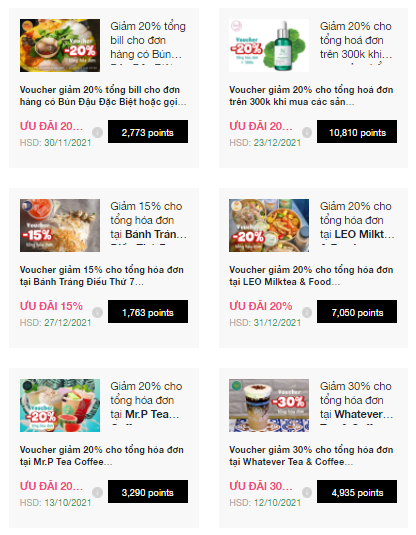 Voucher
-20%
Giảm 20% tổng
bill cho đơn
hàng có Bún
Voucher giảm 20% tổng bill cho đơn
hàng có Bún Đậu Đặc Biệt hoặc gọi...
ƯU ĐÃI 20...
HSD: 30/11/2021
2,773 points
Voucher
-20%
Giảm 20% cho
tổng hoá đơn
trên 300k khi...
Voucher giảm 20% cho tổng hoá đơn
trên 300k khi mua các sản...
ƯU ĐÃI 20...
HSD: 23/12/2021
10,810 points
Voucher
-15%
Giảm 15% cho
tổng hóa đơn
tại Bánh Trán...
Voucher giảm 15% cho tổng hóa đơn
tại Bánh Tráng Điếu Thứ 7...
ƯU ĐÃI 15%
HSD: 27/12/2021
1,763 points
Voucher
-20%
Giảm 20% cho
tổng hóa đơn
tại LEO Milkt...
Voucher giảm 20% cho tổng hóa đơn
tại LEO Milktea & Food...
ƯU ĐÃI 20%
HSD: 31/12/2021
7,050 points
Voucher
-20%
Giảm 20% cho
tổng hóa đơn
tại Mr.P Tea
Voucher giảm 20% cho tổng hóa đơn
tại Mr.P Tea Coffee...
ƯU ĐÃI 20...
HSD: 13/10/2021
3,290 points
Voucher
-30%
Giảm 30% cho
tổng hóa đơn
tại Whatever
Voucher giảm 30% cho tổng hóa đơn
tại Whatever Tea & Coffee...
ƯU ĐÃI 30...
HSD: 12/10/2021
4,935 points